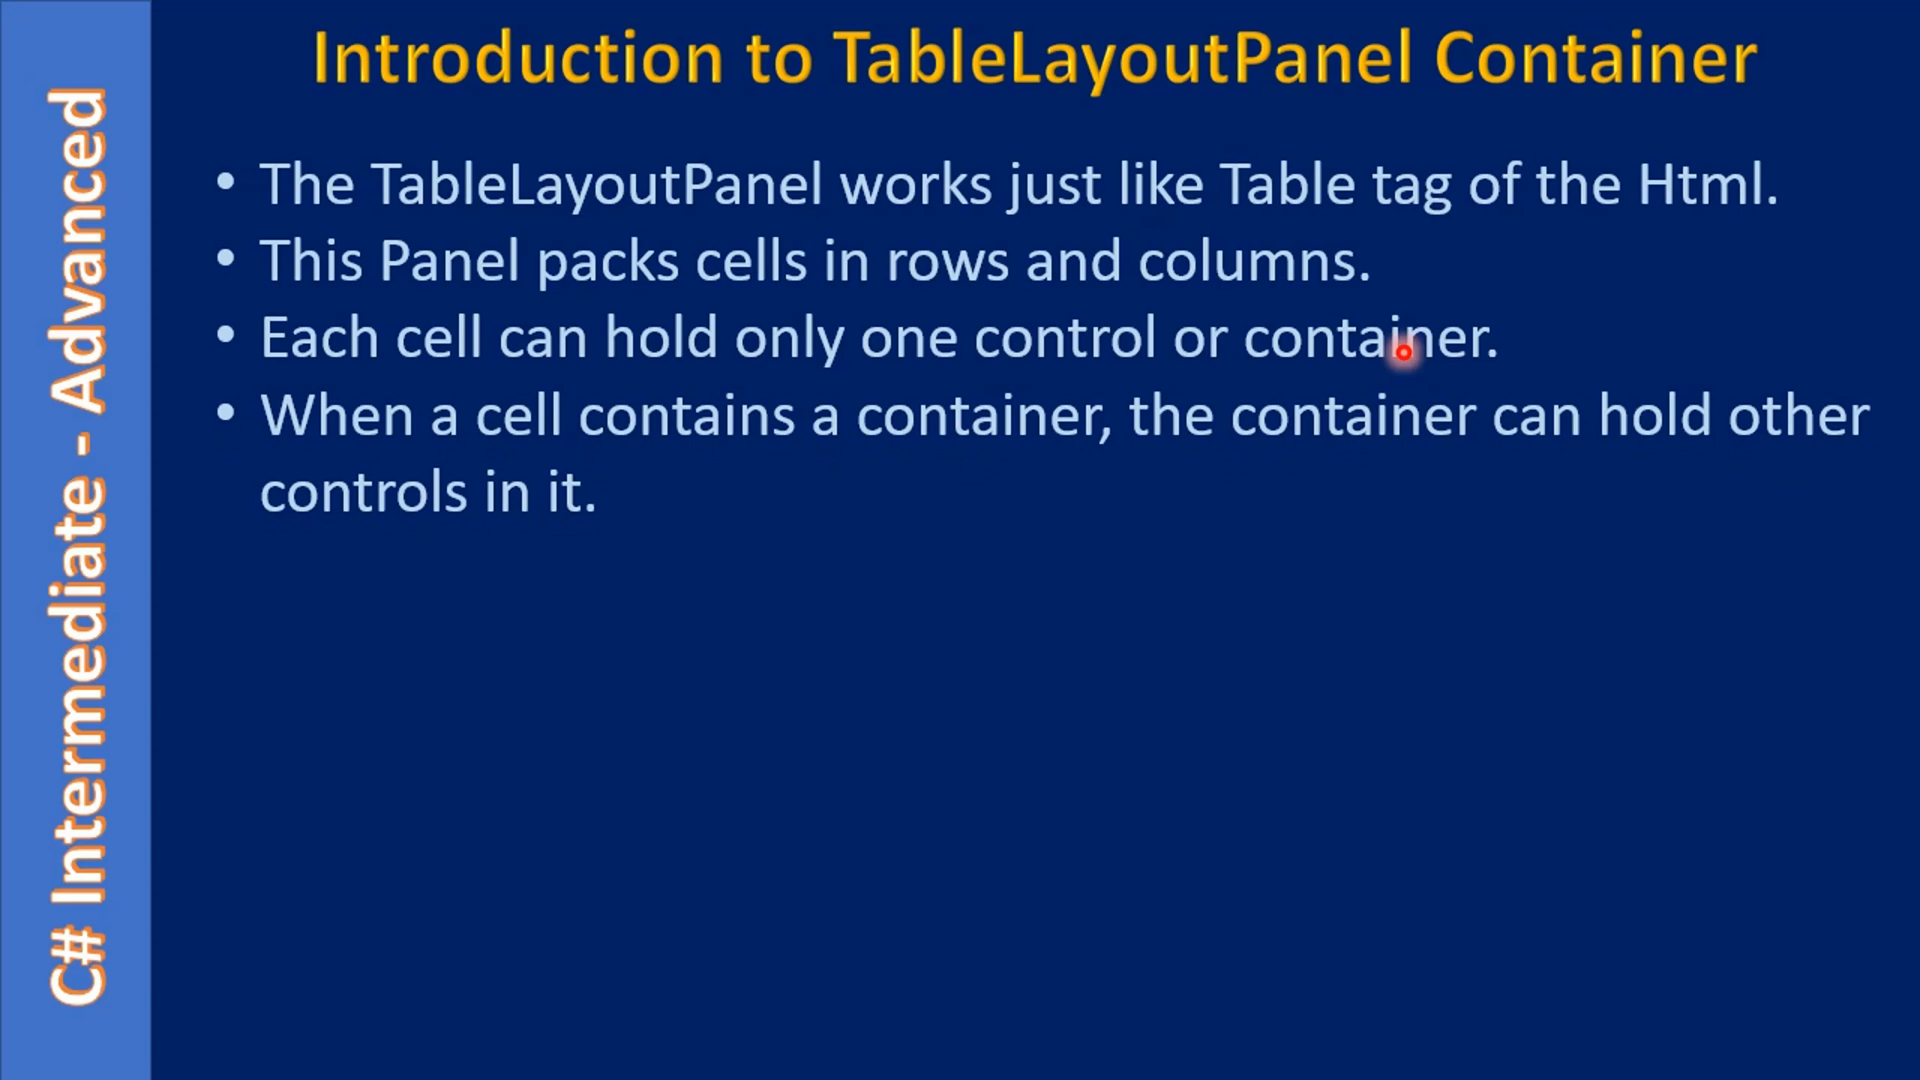 Introduction to TableLayoutPanel Container
C# Intermediate - Advanced
• The TableLayoutPanel works just like Table tag of the Html.
• This Panel packs cells in rows and columns.
• Each cell can hold only one control or container.
• When a cell contains a container, the container can hold other
controls in it.